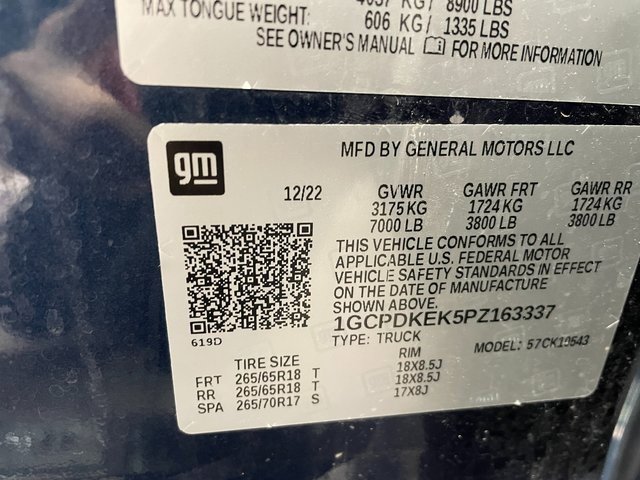 4037 KG/ 8900 LBS
MAX TONGUE WEIGHT: 606 KG/ 1335 LBS
SEE OWNER'S MANUAL FOR MORE INFORMATION
gm
MFD BY GENERAL MOTORS LLC
12/22 GVWR GAWR FRT GAWR RR
3175 KG 1724 KG 1724 KG
7000 LB 3800 LB 3800 LB
THIS VEHICLE CONFORMS TO ALL
APPLICABLE U.S. FEDERAL MOTOR
VEHICLE SAFETY STANDARDS IN EFFECT
ON THE DATE OF MANUFACTURE
SHOWN ABOVE.
1GCPDKEK5PZ163337
619D
TYPE: TRUCK MODEL: 57CK10543
TIRE SIZE RIM
FRT 265/65R18 T 18X8.5J
RR 265/65R18 T 18X8.5J
SPA 265/70R17 S 17X8J